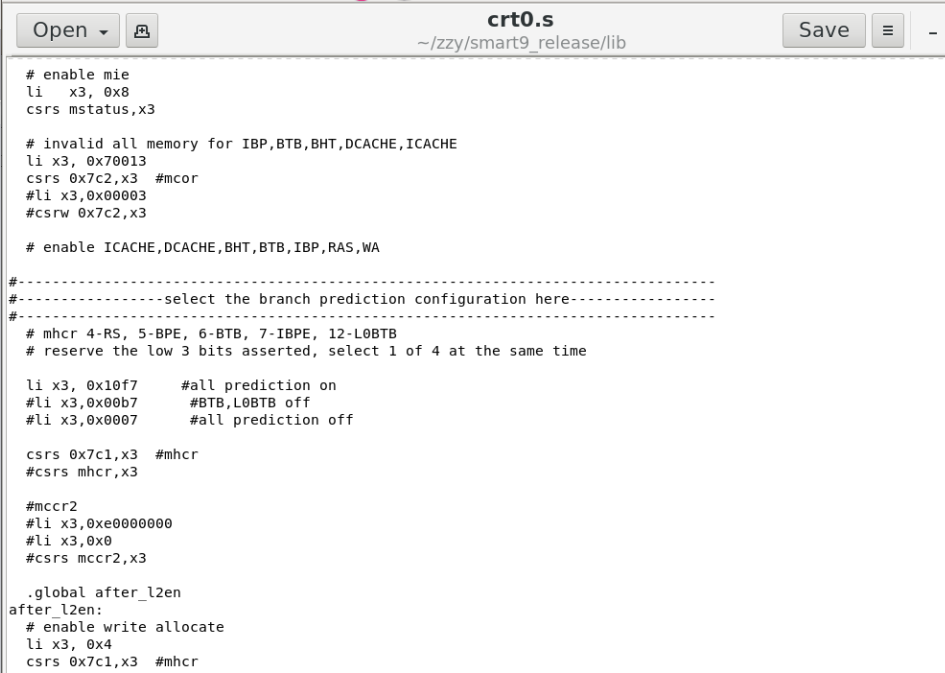 Open
crt0.s
~/zzy/smart9_release/lib
Save
# enable mie
li   x3, 0x8
csrs mstatus,x3
# invalid all memory for IBP,BTB,BHT,DCACHE,ICACHE
li x3, 0x70013
csrs 0x7c2,x3  #mcor
#li x3,0x00003
#csrw 0x7c2,x3
# enable ICACHE,DCACHE,BHT,BTB,IBP,RAS,WA
#---------------------------------------------------------------------------------
#-----------------select the branch prediction configuration here-----------------
#---------------------------------------------------------------------------------
# mhcr 4-RS, 5-BPE, 6-BTB, 7-IBPE, 12-L0BTB
# reserve the low 3 bits asserted, select 1 of 4 at the same time
li x3, 0x10f7     #all prediction on
#li x3,0x00b7      #BTB,L0BTB off
#li x3,0x0007      #all prediction off
csrs 0x7c1,x3  #mhcr
#csrs mhcr,x3
#mccr2
#li x3,0xe0000000
#li x3,0x0
#csrs mccr2,x3
.global after_l2en
after_l2en:
# enable write allocate
li x3, 0x4
csrs 0x7c1,x3  #mhcr